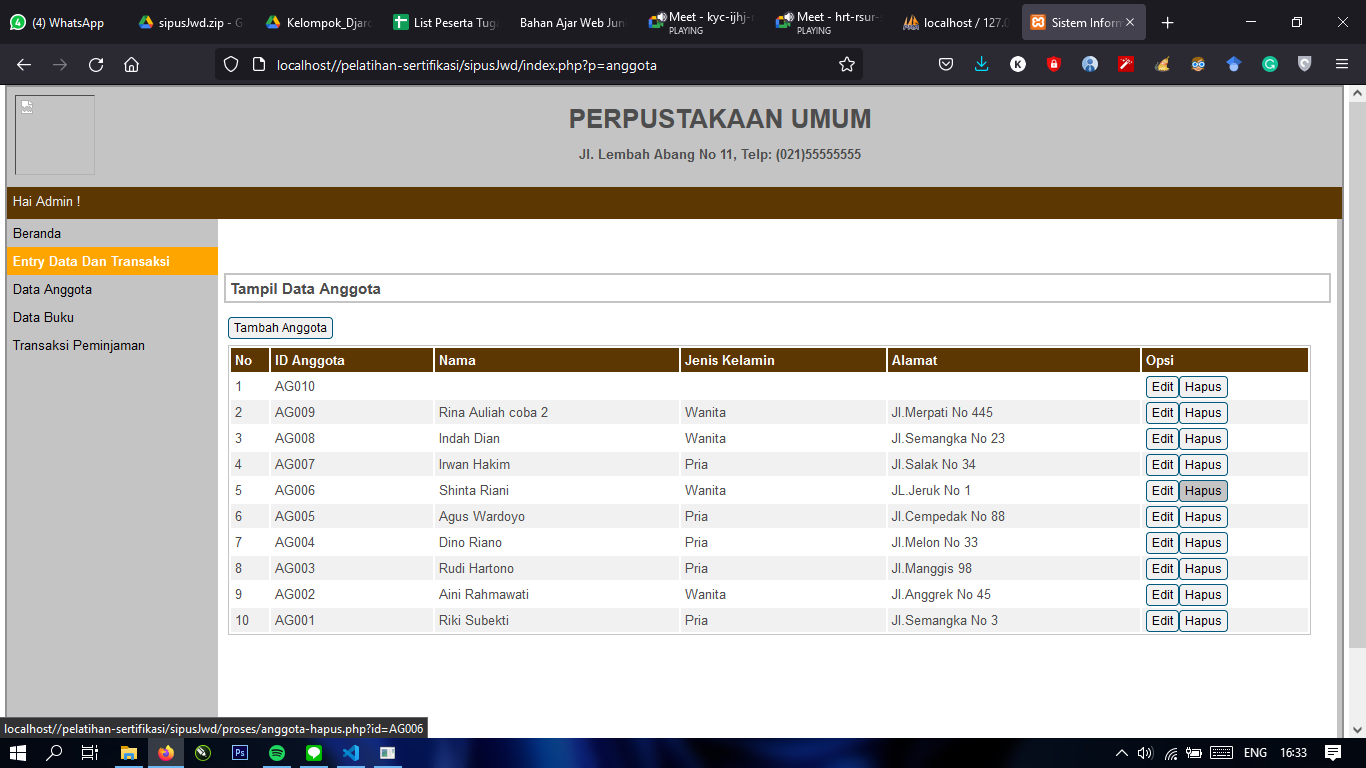 (4) WhatsApp
sipusJwd.zip - G
Kelompok_Djar
List Peserta Tuga
Bahan Ajar Web Jun
Meet - kyc-ijhj-
PLAYING
Meet - hrt-rsur-
PLAYING
localhost / 127.0
Sistem Inform
localhost//pelatihan-sertifikasi/sipusJwd/index.php?p=anggota
PERPUSTAKAAN UMUM
Jl. Lembah Abang No 11, Telp: (021)55555555
Hai Admin !
Beranda
Entry Data Dan Transaksi
Data Anggota
Data Buku
Transaksi Peminjaman
Tampil Data Anggota
Tambah Anggota
No ID Anggota Nama Jenis Kelamin Alamat Opsi
1 AG010 Edit Hapus
2 AG009 Rina Auliah coba 2 Wanita Jl.Merpati No 445 Edit Hapus
3 AG008 Indah Dian Wanita Jl.Semangka No 23 Edit Hapus
4 AG007 Irwan Hakim Pria Jl.Salak No 34 Edit Hapus
5 AG006 Shinta Riani Wanita JL.Jeruk No 1 Edit Hapus
6 AG005 Agus Wardoyo Pria Jl.Cempedak No 88 Edit Hapus
7 AG004 Dino Riano Pria Jl.Melon No 33 Edit Hapus
8 AG003 Rudi Hartono Pria Jl.Manggis 98 Edit Hapus
9 AG002 Aini Rahmawati Wanita Jl.Anggrek No 45 Edit Hapus
10 AG001 Riki Subekti Pria Jl.Semangka No 3 Edit Hapus
localhost//pelatihan-sertifikasi/sipusJwd/proses/anggota-hapus.php?id=AG006
Ps
ENG
16:33